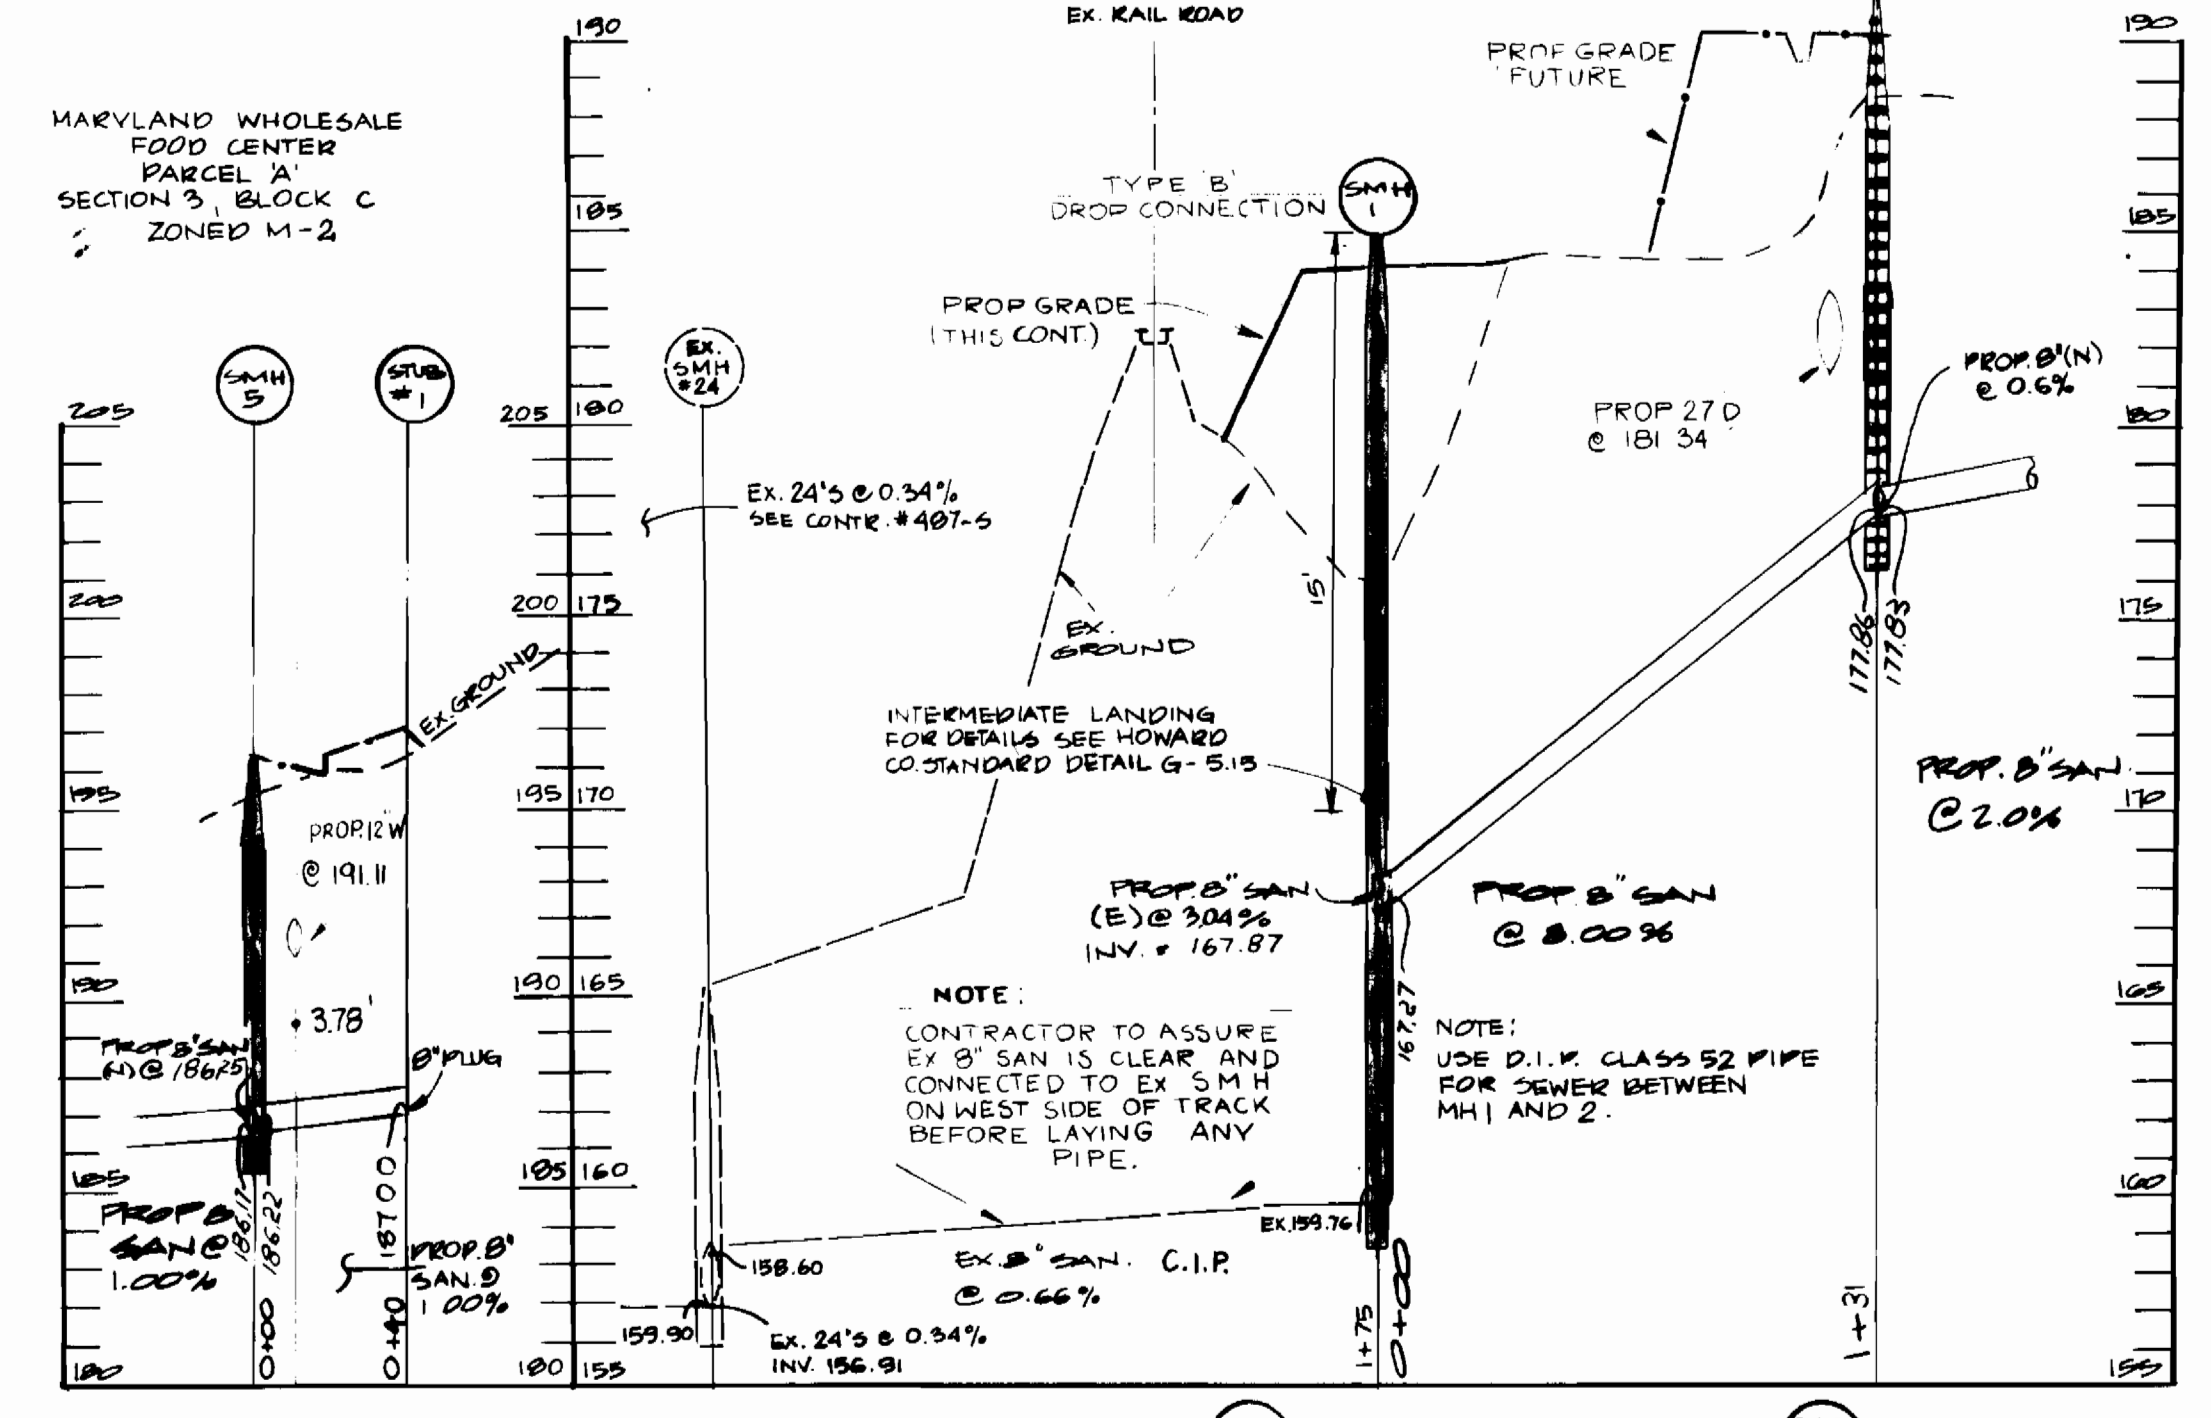 EX. RAIL ROAD
190
190
PROF GRADE
FUTURE
MARYLAND WHOLESALE
FOOD CENTER
PARCEL 'A'
SECTION 3, BLOCK C
ZONED M-2
TYPE 'B'
DROP CONNECTION
SMH
1
185
185
PROP GRADE
(THIS CONT.)
SMH
5
STUB
#1
EX.
SMH
#24
PROP. 8"(N)
@ 0.6%
205
205
180
180
PROP 27 D
@ 181 34
EX. 24"S @ 0.34%
SEE CONTR. #487-S
15'
200
200
175
175
EX.
GROUND
EX. GROUND
177.86
177.83
INTERMEDIATE LANDING
FOR DETAILS SEE HOWARD
CO. STANDARD DETAIL G-5.15
195
195
170
170
PROP. 8" SAN.
@ 2.0%
PROP. 12" W
@ 191.11
PROP. 8" SAN
(E) @ 3.04%
INV. = 167.87
PROP. 8" SAN
@ 8.00%
190
190
165
165
3.78'
NOTE:
CONTRACTOR TO ASSURE
EX 8" SAN IS CLEAR AND
CONNECTED TO EX SMH
ON WEST SIDE OF TRACK
BEFORE LAYING ANY
PIPE.
167.27
NOTE:
USE D.I.P. CLASS 52 PIPE
FOR SEWER BETWEEN
MH 1 AND 2.
PROP 8" SAN
(N) @ 186.25
8" PLUG
185
185
160
160
PROP 8"
SAN @
1.00%
186.17
186.22
187 00
PROP. 8"
SAN. @
1 00%
EX. 159.76
158.60
EX. 8" SAN. C.I.P.
@ 0.66%
159.90
EX. 24"S @ 0.34%
INV. 156.91
0+00
0+40
1+75
0+00
1+31
180
180
155
155